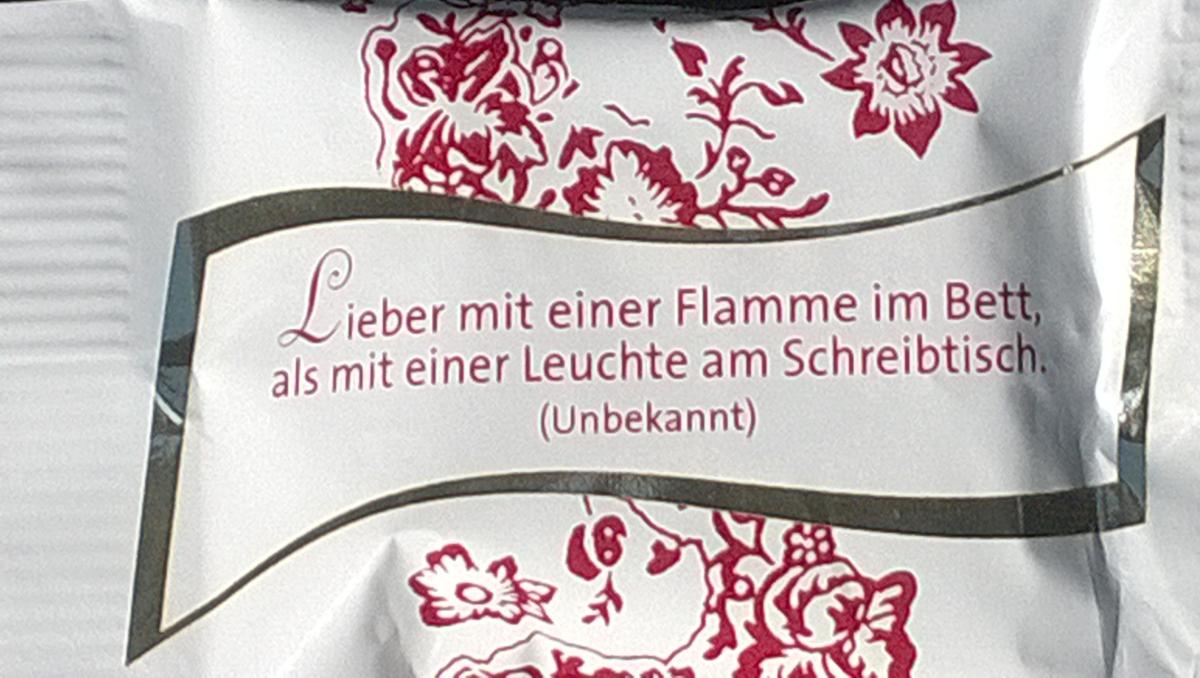 Lieber mit einer Flamme im Bett,
als mit einer Leuchte am Schreibtisch.
(Unbekannt)